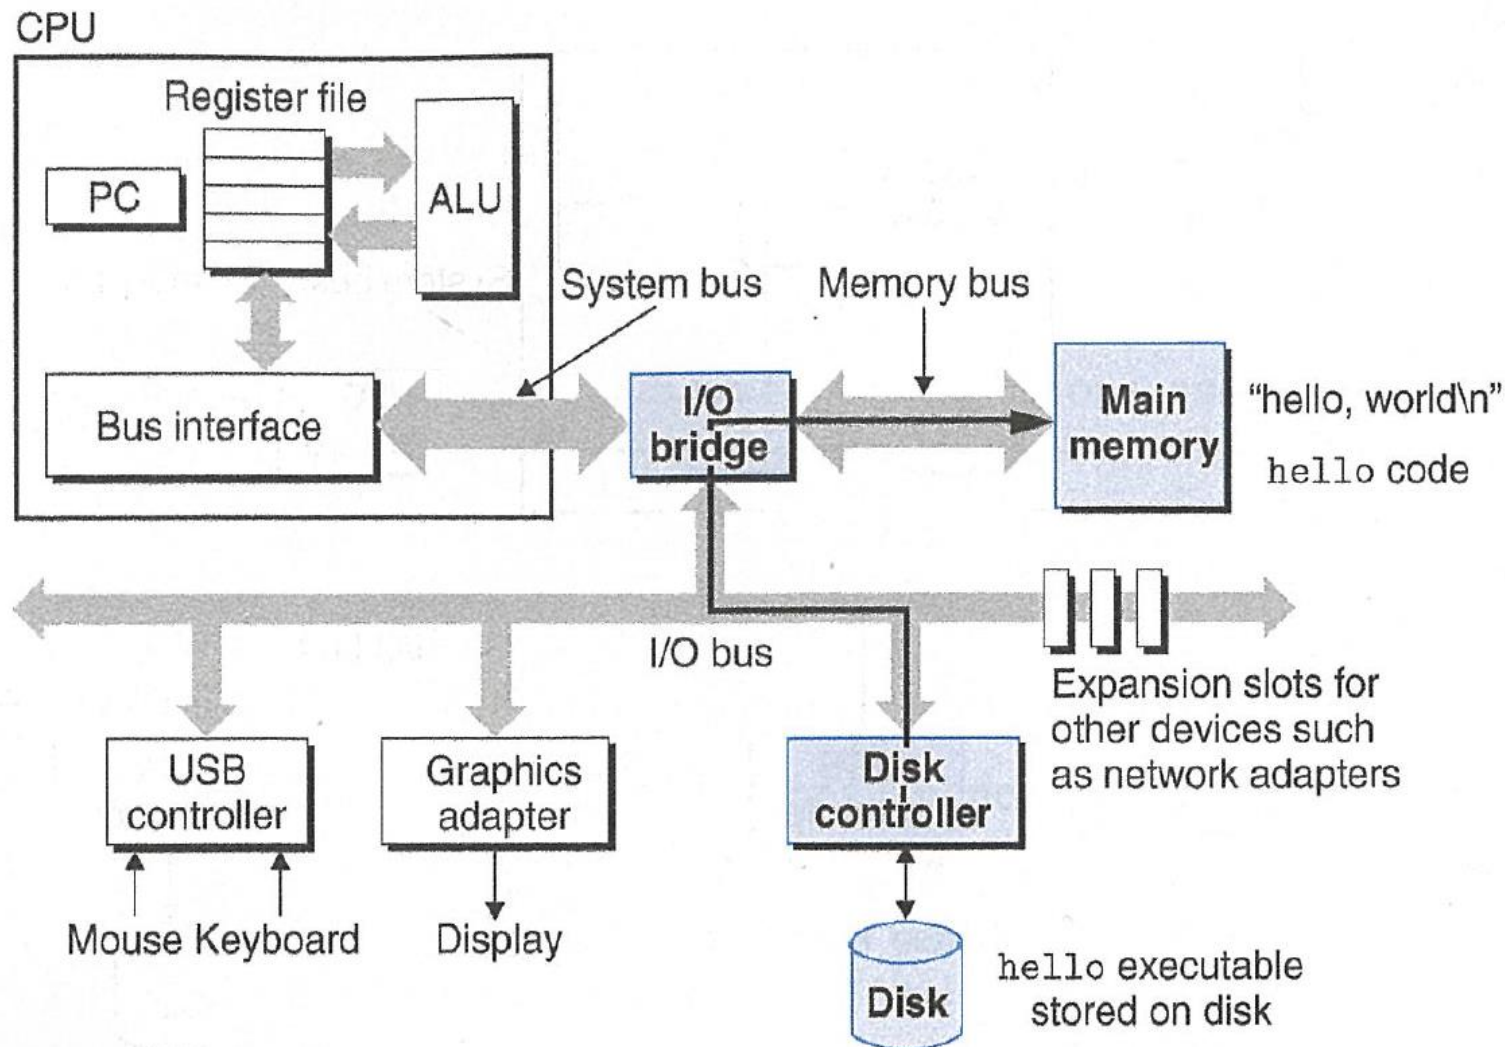 CPU
Register file
PC
ALU
System bus
Memory bus
Bus interface
I/O
bridge
Main
memory
"hello, world\n"
hello code
I/O bus
Expansion slots for
other devices such
as network adapters
USB
controller
Graphics
adapter
Disk
controller
Mouse Keyboard
Display
Disk
hello executable
stored on disk